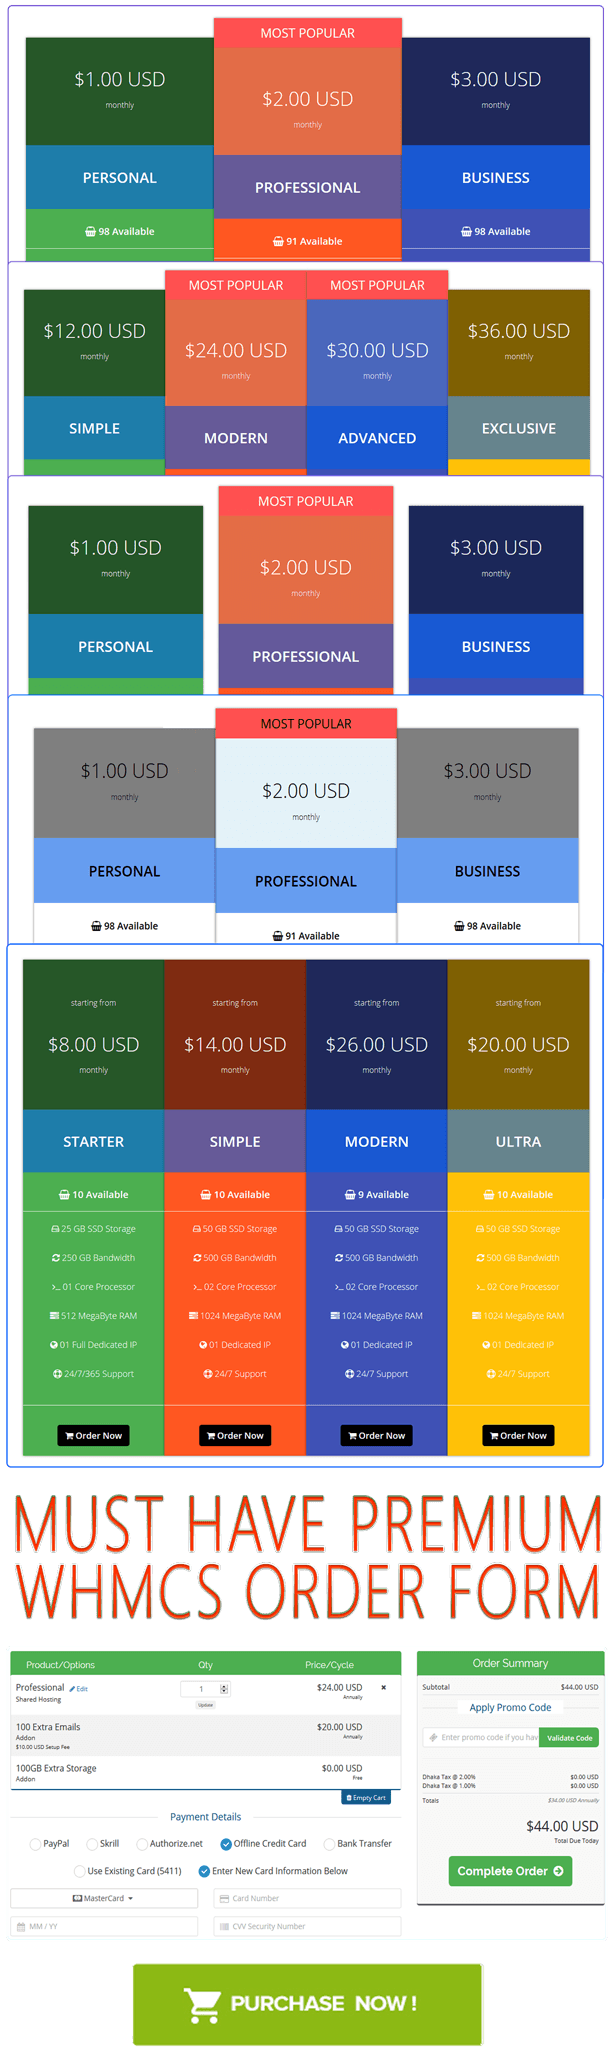 MOST POPULAR
$1.00 USD
monthly
$2.00 USD
monthly
$3.00 USD
monthly
PERSONAL
PROFESSIONAL
BUSINESS
98 Available
91 Available
98 Available
MOST POPULAR
MOST POPULAR
$12.00 USD
monthly
$24.00 USD
monthly
$30.00 USD
monthly
$36.00 USD
monthly
SIMPLE
MODERN
ADVANCED
EXCLUSIVE
MOST POPULAR
$1.00 USD
monthly
$2.00 USD
monthly
$3.00 USD
monthly
PERSONAL
PROFESSIONAL
BUSINESS
MOST POPULAR
$1.00 USD
monthly
$2.00 USD
monthly
$3.00 USD
monthly
PERSONAL
PROFESSIONAL
BUSINESS
98 Available
91 Available
98 Available
starting from
$8.00 USD
monthly
STARTER
10 Available
25 GB SSD Storage
250 GB Bandwidth
01 Core Processor
512 MegaByte RAM
01 Full Dedicated IP
24/7/365 Support
Order Now
starting from
$14.00 USD
monthly
SIMPLE
10 Available
50 GB SSD Storage
500 GB Bandwidth
02 Core Processor
1024 MegaByte RAM
01 Dedicated IP
24/7 Support
Order Now
starting from
$26.00 USD
monthly
MODERN
9 Available
50 GB SSD Storage
500 GB Bandwidth
02 Core Processor
1024 MegaByte RAM
01 Dedicated IP
24/7 Support
Order Now
starting from
$20.00 USD
monthly
ULTRA
10 Available
50 GB SSD Storage
500 GB Bandwidth
02 Core Processor
1024 MegaByte RAM
01 Dedicated IP
24/7 Support
Order Now
MUST HAVE PREMIUM
WHMCS ORDER FORM
Product/Options Qty Price/Cycle
Professional Edit 1 $24.00 USD
Shared Hosting Update Annually
100 Extra Emails $20.00 USD
Addon Annually
$10.00 USD Setup Fee
100GB Extra Storage $0.00 USD
Addon Free
Empty Cart
Payment Details
PayPal Skrill Authorize.net Offline Credit Card Bank Transfer
Use Existing Card (5411) Enter New Card Information Below
MasterCard Card Number
MM / YY CVV Security Number
Order Summary
Subtotal $44.00 USD
Apply Promo Code
Enter promo code if you hav Validate Code
Dhaka Tax @ 2.00% $0.00 USD
Dhaka Tax @ 1.00% $0.00 USD
Totals $34.00 USD Annually
$44.00 USD
Total Due Today
Complete Order
PURCHASE NOW !